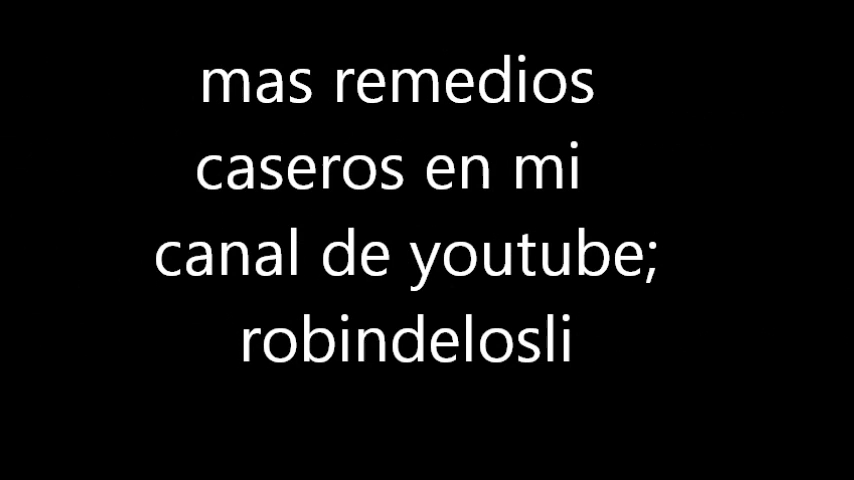 mas remedios
caseros en mi
canal de youtube;
robindelosli